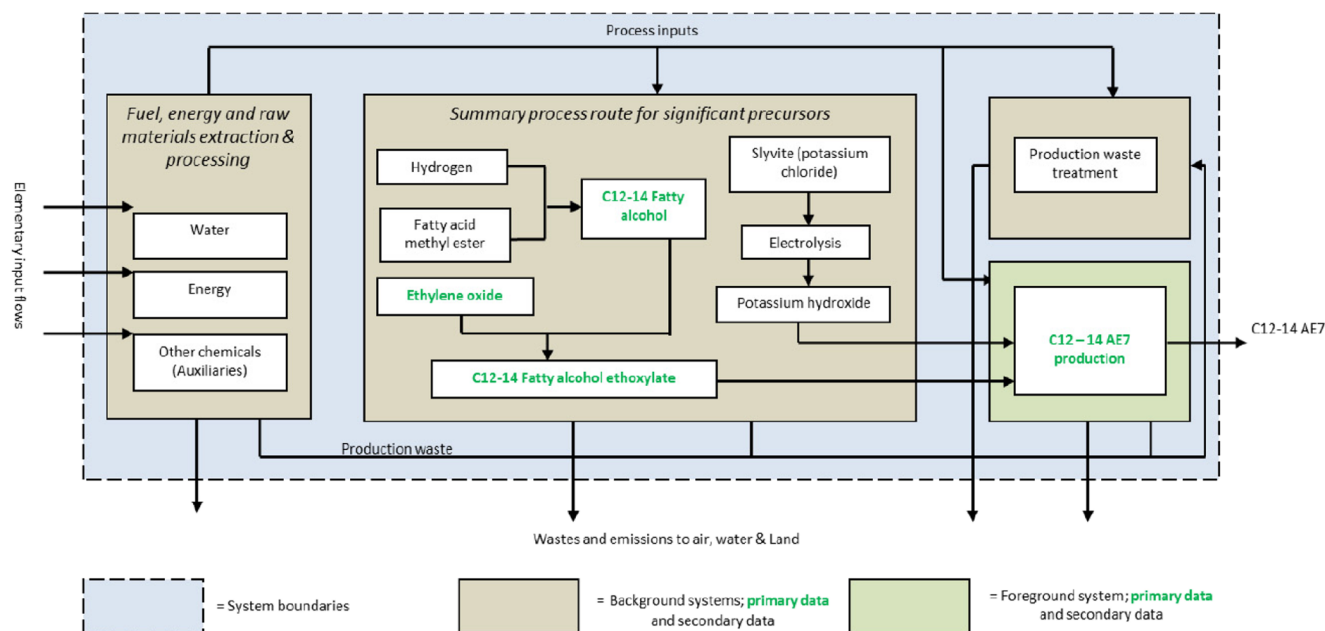 Process inputs
Fuel, energy and raw
materials extraction &
processing
Summary process route for significant precursors
Hydrogen
Fatty acid
methyl ester
C12-14 Fatty
alcohol
Slyvite (potassium
chloride)
Electrolysis
Potassium hydroxide
Ethylene oxide
C12-14 Fatty alcohol ethoxylate
Production waste
treatment
Elementary input flows
Water
Energy
Other chemicals
(Auxiliaries)
C12 – 14 AE7
production
C12-14 AE7
Production waste
Wastes and emissions to air, water & Land
= System boundaries
= Background systems; primary data
and secondary data
= Foreground system; primary data
and secondary data